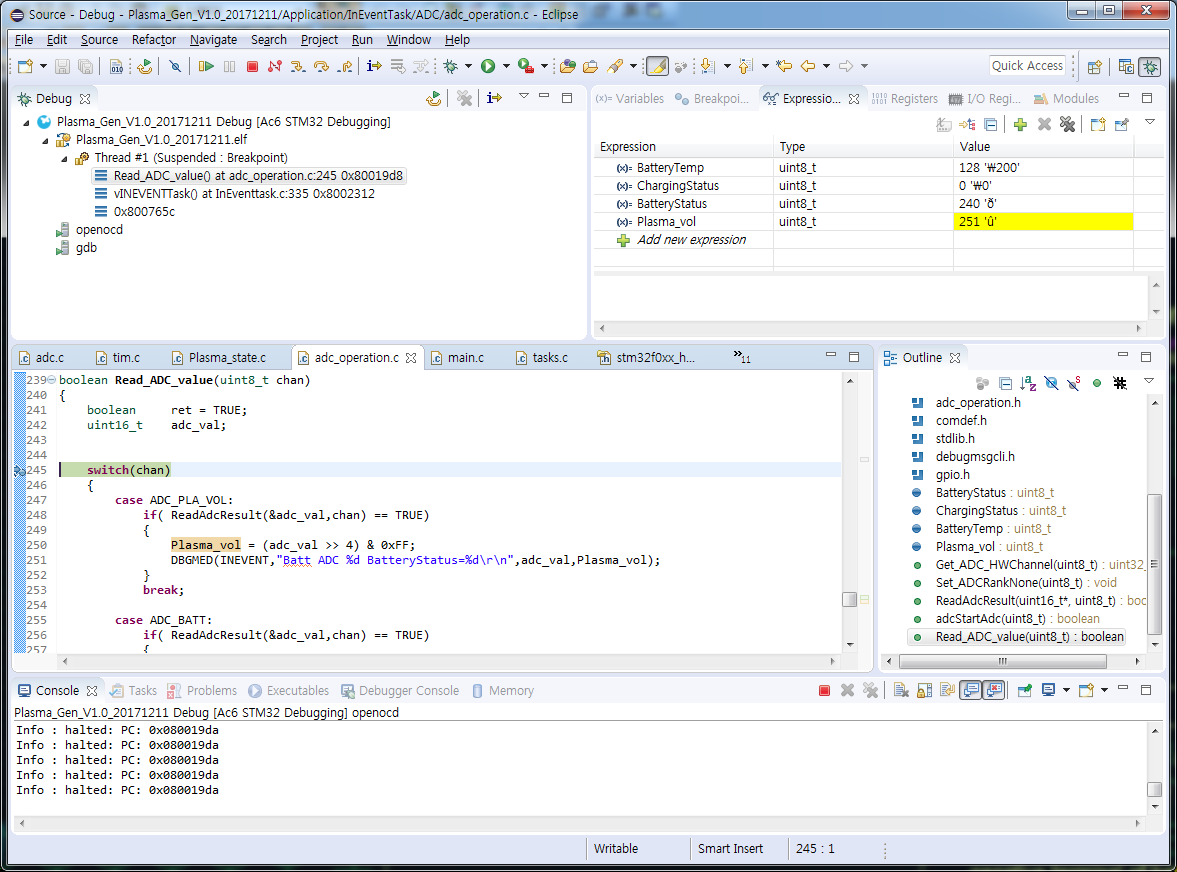 Source - Debug - Plasma_Gen_V1.0_20171211/Application/InEventTask/ADC/adc_operation.c - Eclipse
File Edit Source Refactor Navigate Search Project Run Window Help
Quick Access
Debug
Plasma_Gen_V1.0_20171211 Debug [Ac6 STM32 Debugging]
Plasma_Gen_V1.0_20171211.elf
Thread #1 (Suspended : Breakpoint)
Read_ADC_value() at adc_operation.c:245 0x80019d8
vINEVENTTask() at InEventtask.c:335 0x8002312
0x800765c
openocd
gdb
(x)= Variables Breakpoi... Expressio... Registers I/O Regi... Modules
Expression Type Value
(x)= BatteryTemp uint8_t 128 '₩200'
(x)= ChargingStatus uint8_t 0 '₩0'
(x)= BatteryStatus uint8_t 240 'ð'
(x)= Plasma_vol uint8_t 251 'û'
Add new expression
adc.c tim.c Plasma_state.c adc_operation.c main.c tasks.c stm32f0xx_h... »11
239 boolean Read_ADC_value(uint8_t chan)
240 {
241 boolean ret = TRUE;
242 uint16_t adc_val;
243
244
245 switch(chan)
246 {
247 case ADC_PLA_VOL:
248 if( ReadAdcResult(&adc_val,chan) == TRUE)
249 {
250 Plasma_vol = (adc_val >> 4) & 0xFF;
251 DBGMED(INEVENT,"Batt ADC %d BatteryStatus=%d\r\n",adc_val,Plasma_vol);
252 }
253 break;
254
255 case ADC_BATT:
256 if( ReadAdcResult(&adc_val,chan) == TRUE)
257 {
Outline
adc_operation.h
comdef.h
stdlib.h
debugmsgcli.h
gpio.h
BatteryStatus : uint8_t
ChargingStatus : uint8_t
BatteryTemp : uint8_t
Plasma_vol : uint8_t
Get_ADC_HWChannel(uint8_t) : uint32_
Set_ADCRankNone(uint8_t) : void
ReadAdcResult(uint16_t*, uint8_t) : boo
adcStartAdc(uint8_t) : boolean
Read_ADC_value(uint8_t) : boolean
Console Tasks Problems Executables Debugger Console Memory
Plasma_Gen_V1.0_20171211 Debug [Ac6 STM32 Debugging] openocd
Info : halted: PC: 0x080019da
Info : halted: PC: 0x080019da
Info : halted: PC: 0x080019da
Info : halted: PC: 0x080019da
Info : halted: PC: 0x080019da
Writable Smart Insert 245 : 1